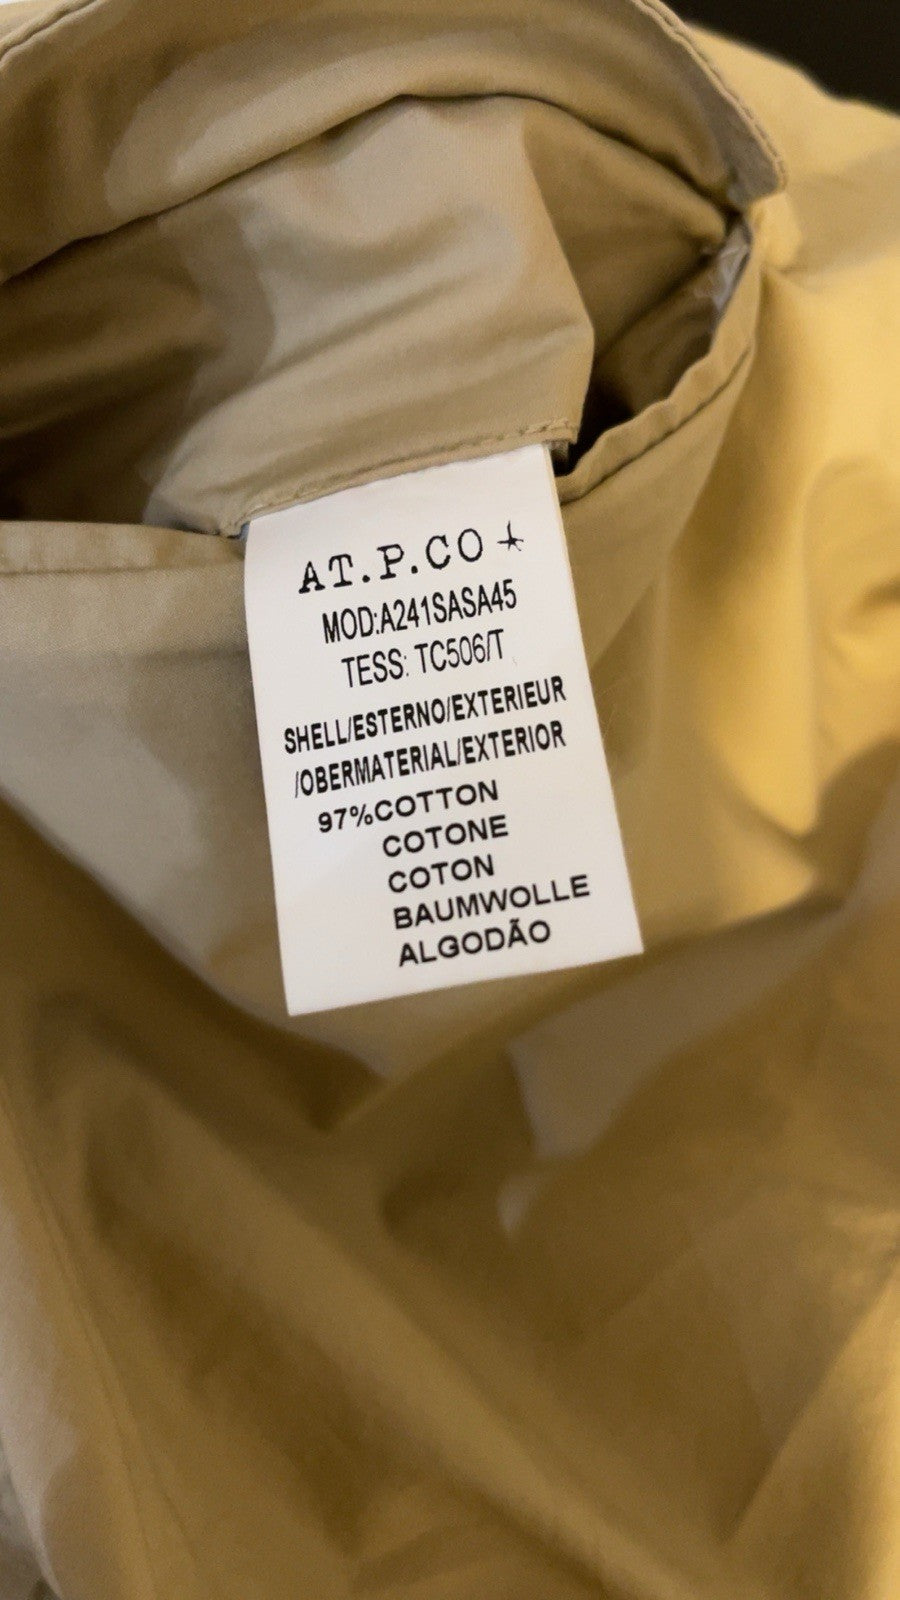 AT.P.CO
MOD:A241SASA45
TESS: TC506/T
SHELL/ESTERNO/EXTERIEUR
/OBERMATERIAL/EXTERIOR
97%COTTON
COTONE
COTON
BAUMWOLLE
ALGODÃO